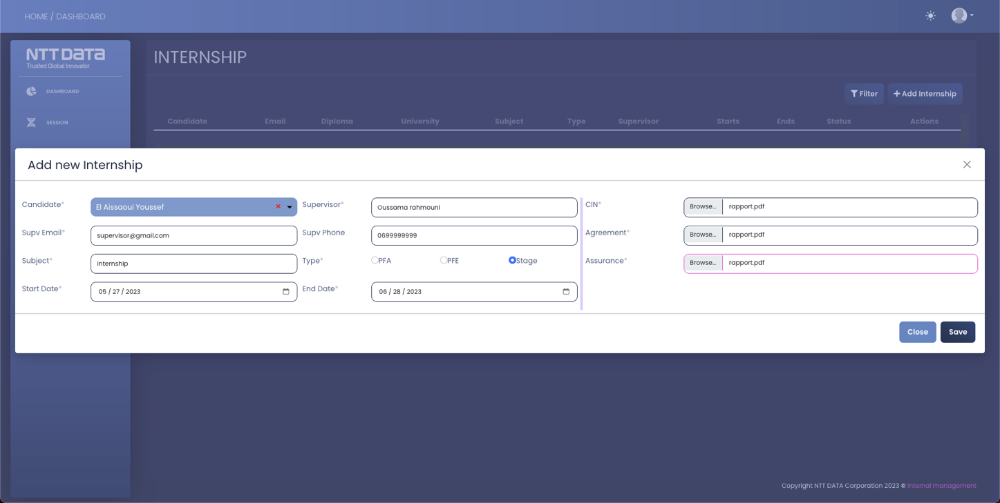 HOME / DASHBOARD
NTT DATA
Trusted Global Innovator
DASHBOARD
SESSION
INTERNSHIP
Filter
Add Internship
Candidate Email Diploma University Subject Type Supervisor Starts Ends Status Actions
Add new Internship
Candidate* El Aissaoui Youssef Supervisor* Oussama rahmouni CIN* Browse... rapport.pdf
Supv Email* supervisor@gmail.com Supv Phone 0699999999 Agreement* Browse... rapport.pdf
Subject* internship Type* PFA PFE Stage Assurance* Browse... rapport.pdf
Start Date* 05 / 27 / 2023 End Date* 06 / 28 / 2023
Close Save
Copyright NTT DATA Corporation 2023 © Internal management